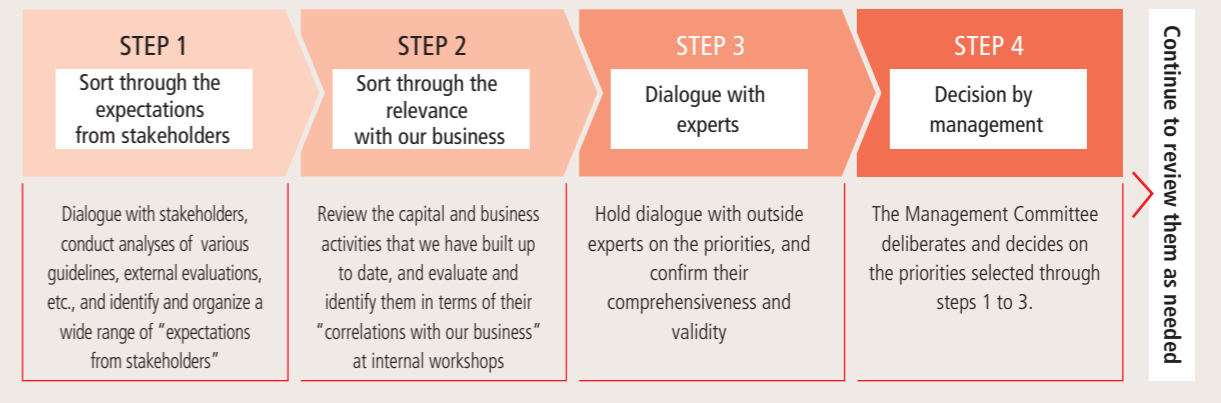 STEP 1
Sort through the
expectations
from stakeholders
Dialogue with stakeholders,
conduct analyses of various
guidelines, external evaluations,
etc., and identify and organize a
wide range of “expectations
from stakeholders”
STEP 2
Sort through the
relevance
with our business
Review the capital and business
activities that we have built up
to date, and evaluate and
identify them in terms of their
“correlations with our business”
at internal workshops
STEP 3
Dialogue with
experts
Hold dialogue with outside
experts on the priorities, and
confirm their
comprehensiveness and
validity
STEP 4
Decision by
management
The Management Committee
deliberates and decides on
the priorities selected through
steps 1 to 3.
Continue to review them as needed